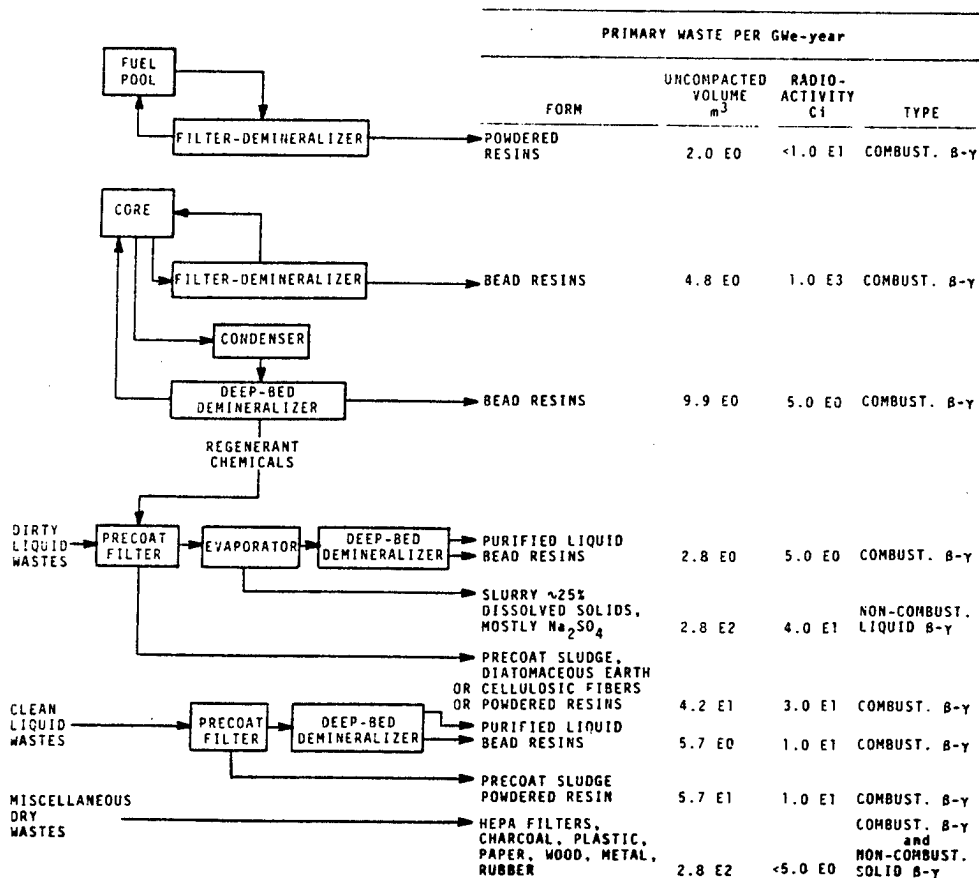 PRIMARY WASTE PER GWe-year
FORM UNCOMPACTED VOLUME m3 RADIO-ACTIVITY Ci TYPE
FUEL
POOL
FILTER-DEMINERALIZER
POWDERED
RESINS 2.0 E0 <1.0 E1 COMBUST. β-γ
CORE
FILTER-DEMINERALIZER
BEAD RESINS 4.8 E0 1.0 E3 COMBUST. β-γ
CONDENSER
DEEP-BED
DEMINERALIZER
BEAD RESINS 9.9 E0 5.0 E0 COMBUST. β-γ
REGENERANT
CHEMICALS
DIRTY
LIQUID
WASTES
PRECOAT
FILTER
EVAPORATOR
DEEP-BED
DEMINERALIZER
PURIFIED LIQUID
BEAD RESINS 2.8 E0 5.0 E0 COMBUST. β-γ
SLURRY ~25%
DISSOLVED SOLIDS,
MOSTLY Na2SO4 2.8 E2 4.0 E1 NON-COMBUST. LIQUID β-γ
PRECOAT SLUDGE,
DIATOMACEOUS EARTH
OR CELLULOSIC FIBERS
OR POWDERED RESINS 4.2 E1 3.0 E1 COMBUST. β-γ
CLEAN
LIQUID
WASTES
PRECOAT
FILTER
DEEP-BED
DEMINERALIZER
PURIFIED LIQUID
BEAD RESINS 5.7 E0 1.0 E1 COMBUST. β-γ
PRECOAT SLUDGE
POWDERED RESIN 5.7 E1 1.0 E1 COMBUST. β-γ
MISCELLANEOUS
DRY
WASTES
HEPA FILTERS,
CHARCOAL, PLASTIC,
PAPER, WOOD, METAL,
RUBBER 2.8 E2 <5.0 E0 COMBUST. β-γ and NON-COMBUST. SOLID β-γ